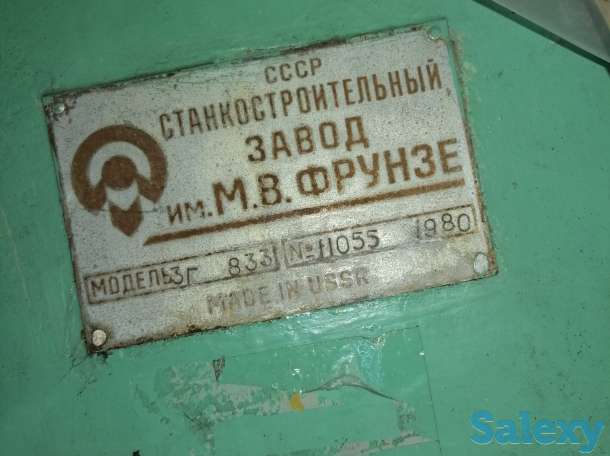 СССР
СТАНКОСТРОИТЕЛЬНЫЙ
ЗАВОД
ИМ. М.В. ФРУНЗЕ
МОДЕЛЬ 3Г 833 № 11055 1980
MADE IN USSR
Salexy